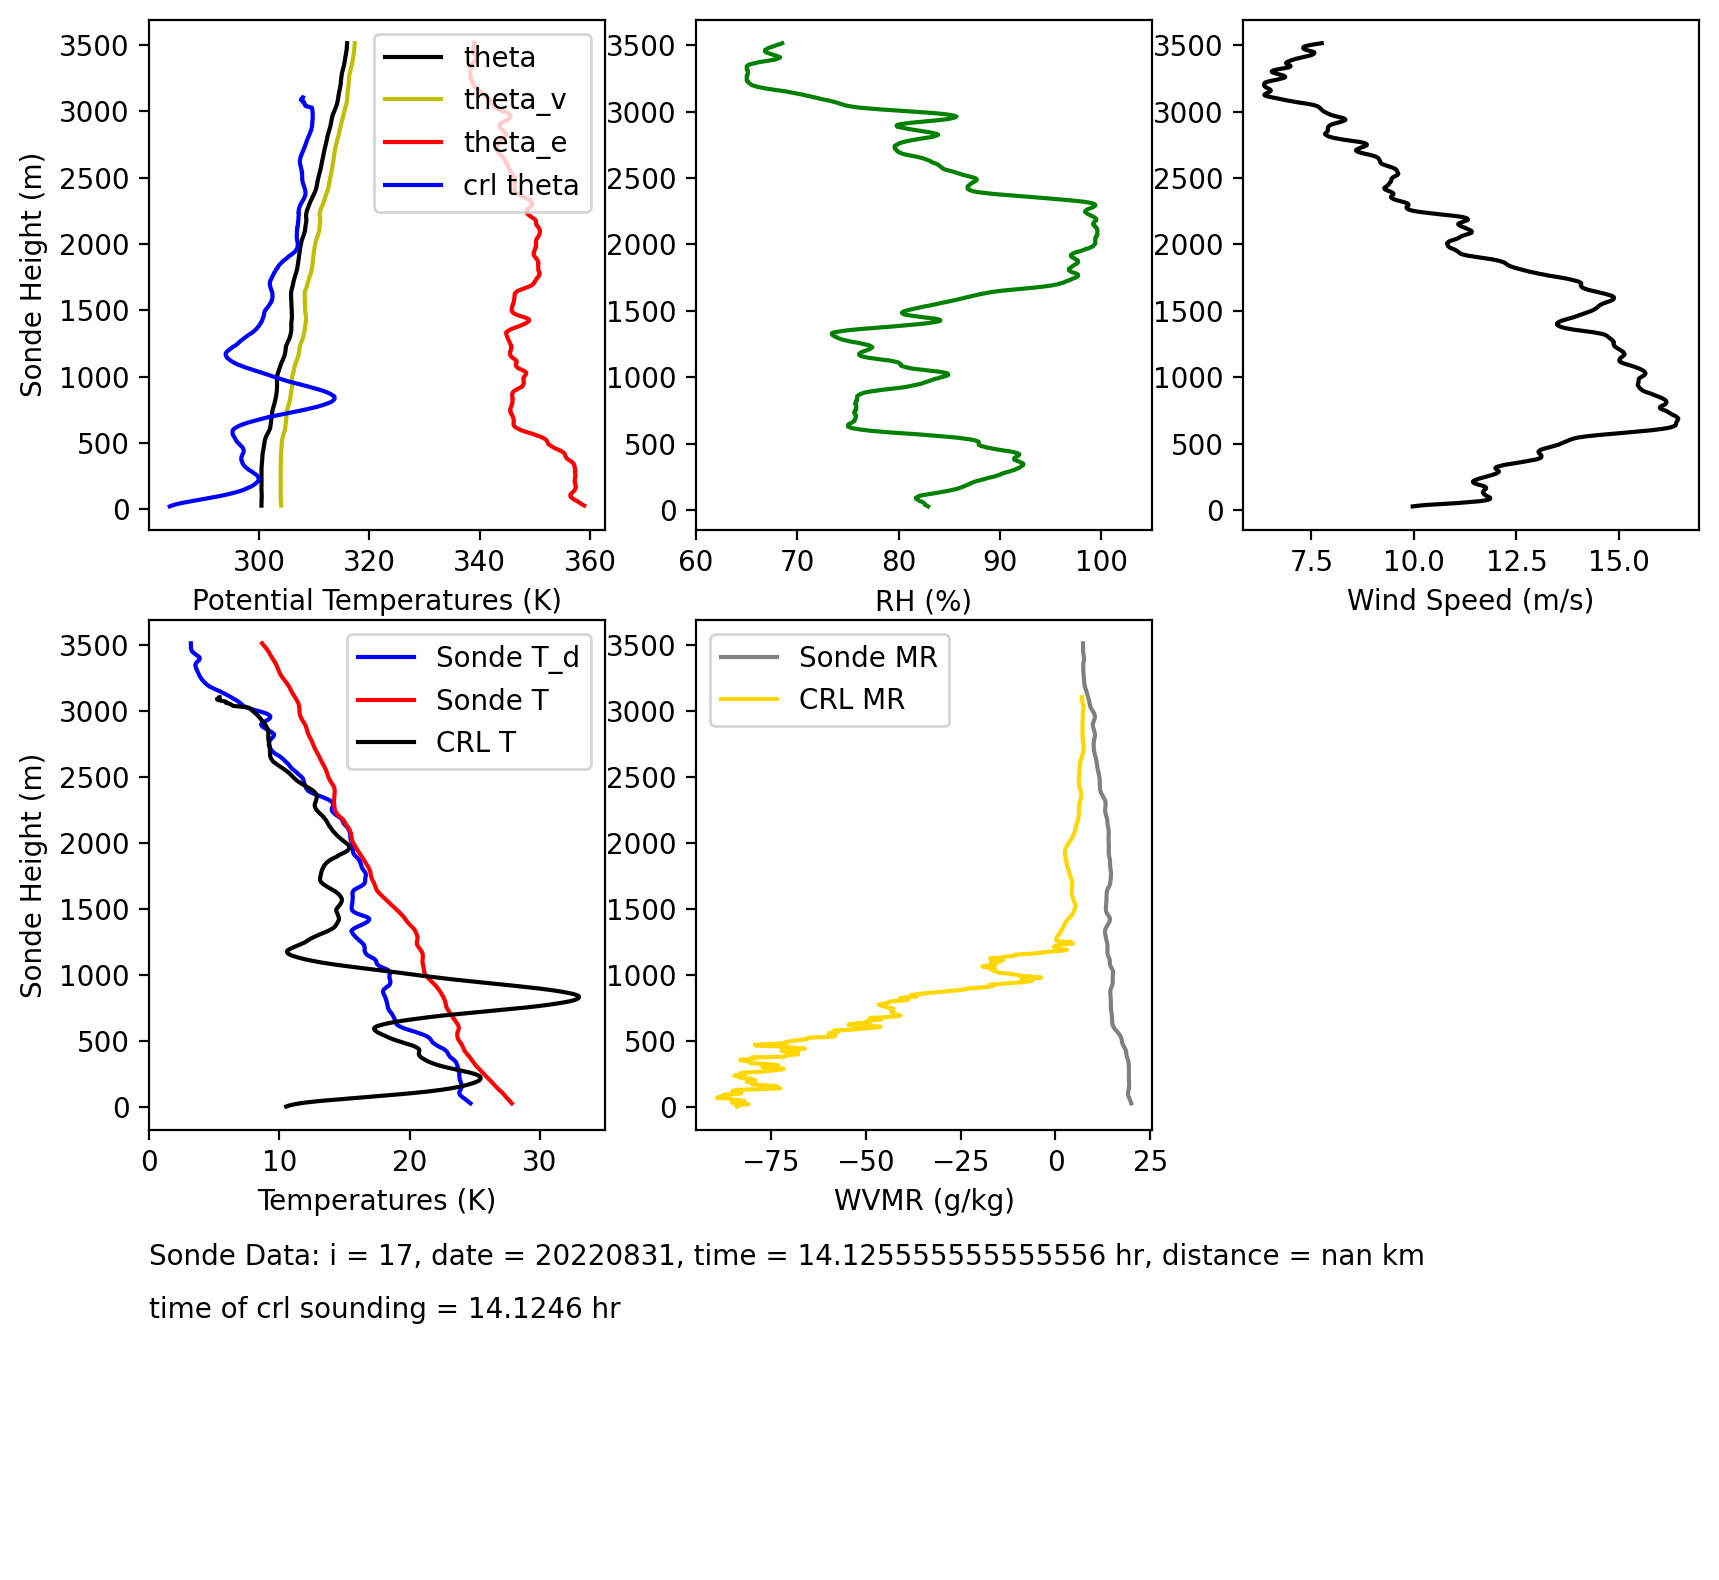 3500
3000
2500
2000
1500
1000
500
0
Sonde Height (m)
300 320 340 360
Potential Temperatures (K)
theta
theta_v
theta_e
crl theta
3500
3000
2500
2000
1500
1000
500
0
60 70 80 90 100
RH (%)
3500
3000
2500
2000
1500
1000
500
0
7.5 10.0 12.5 15.0
Wind Speed (m/s)
3500
3000
2500
2000
1500
1000
500
0
Sonde Height (m)
0 10 20 30
Temperatures (K)
Sonde T_d
Sonde T
CRL T
3500
3000
2500
2000
1500
1000
500
0
−75 −50 −25 0 25
WVMR (g/kg)
Sonde MR
CRL MR
Sonde Data: i = 17, date = 20220831, time = 14.125555555555556 hr, distance = nan km
time of crl sounding = 14.1246 hr